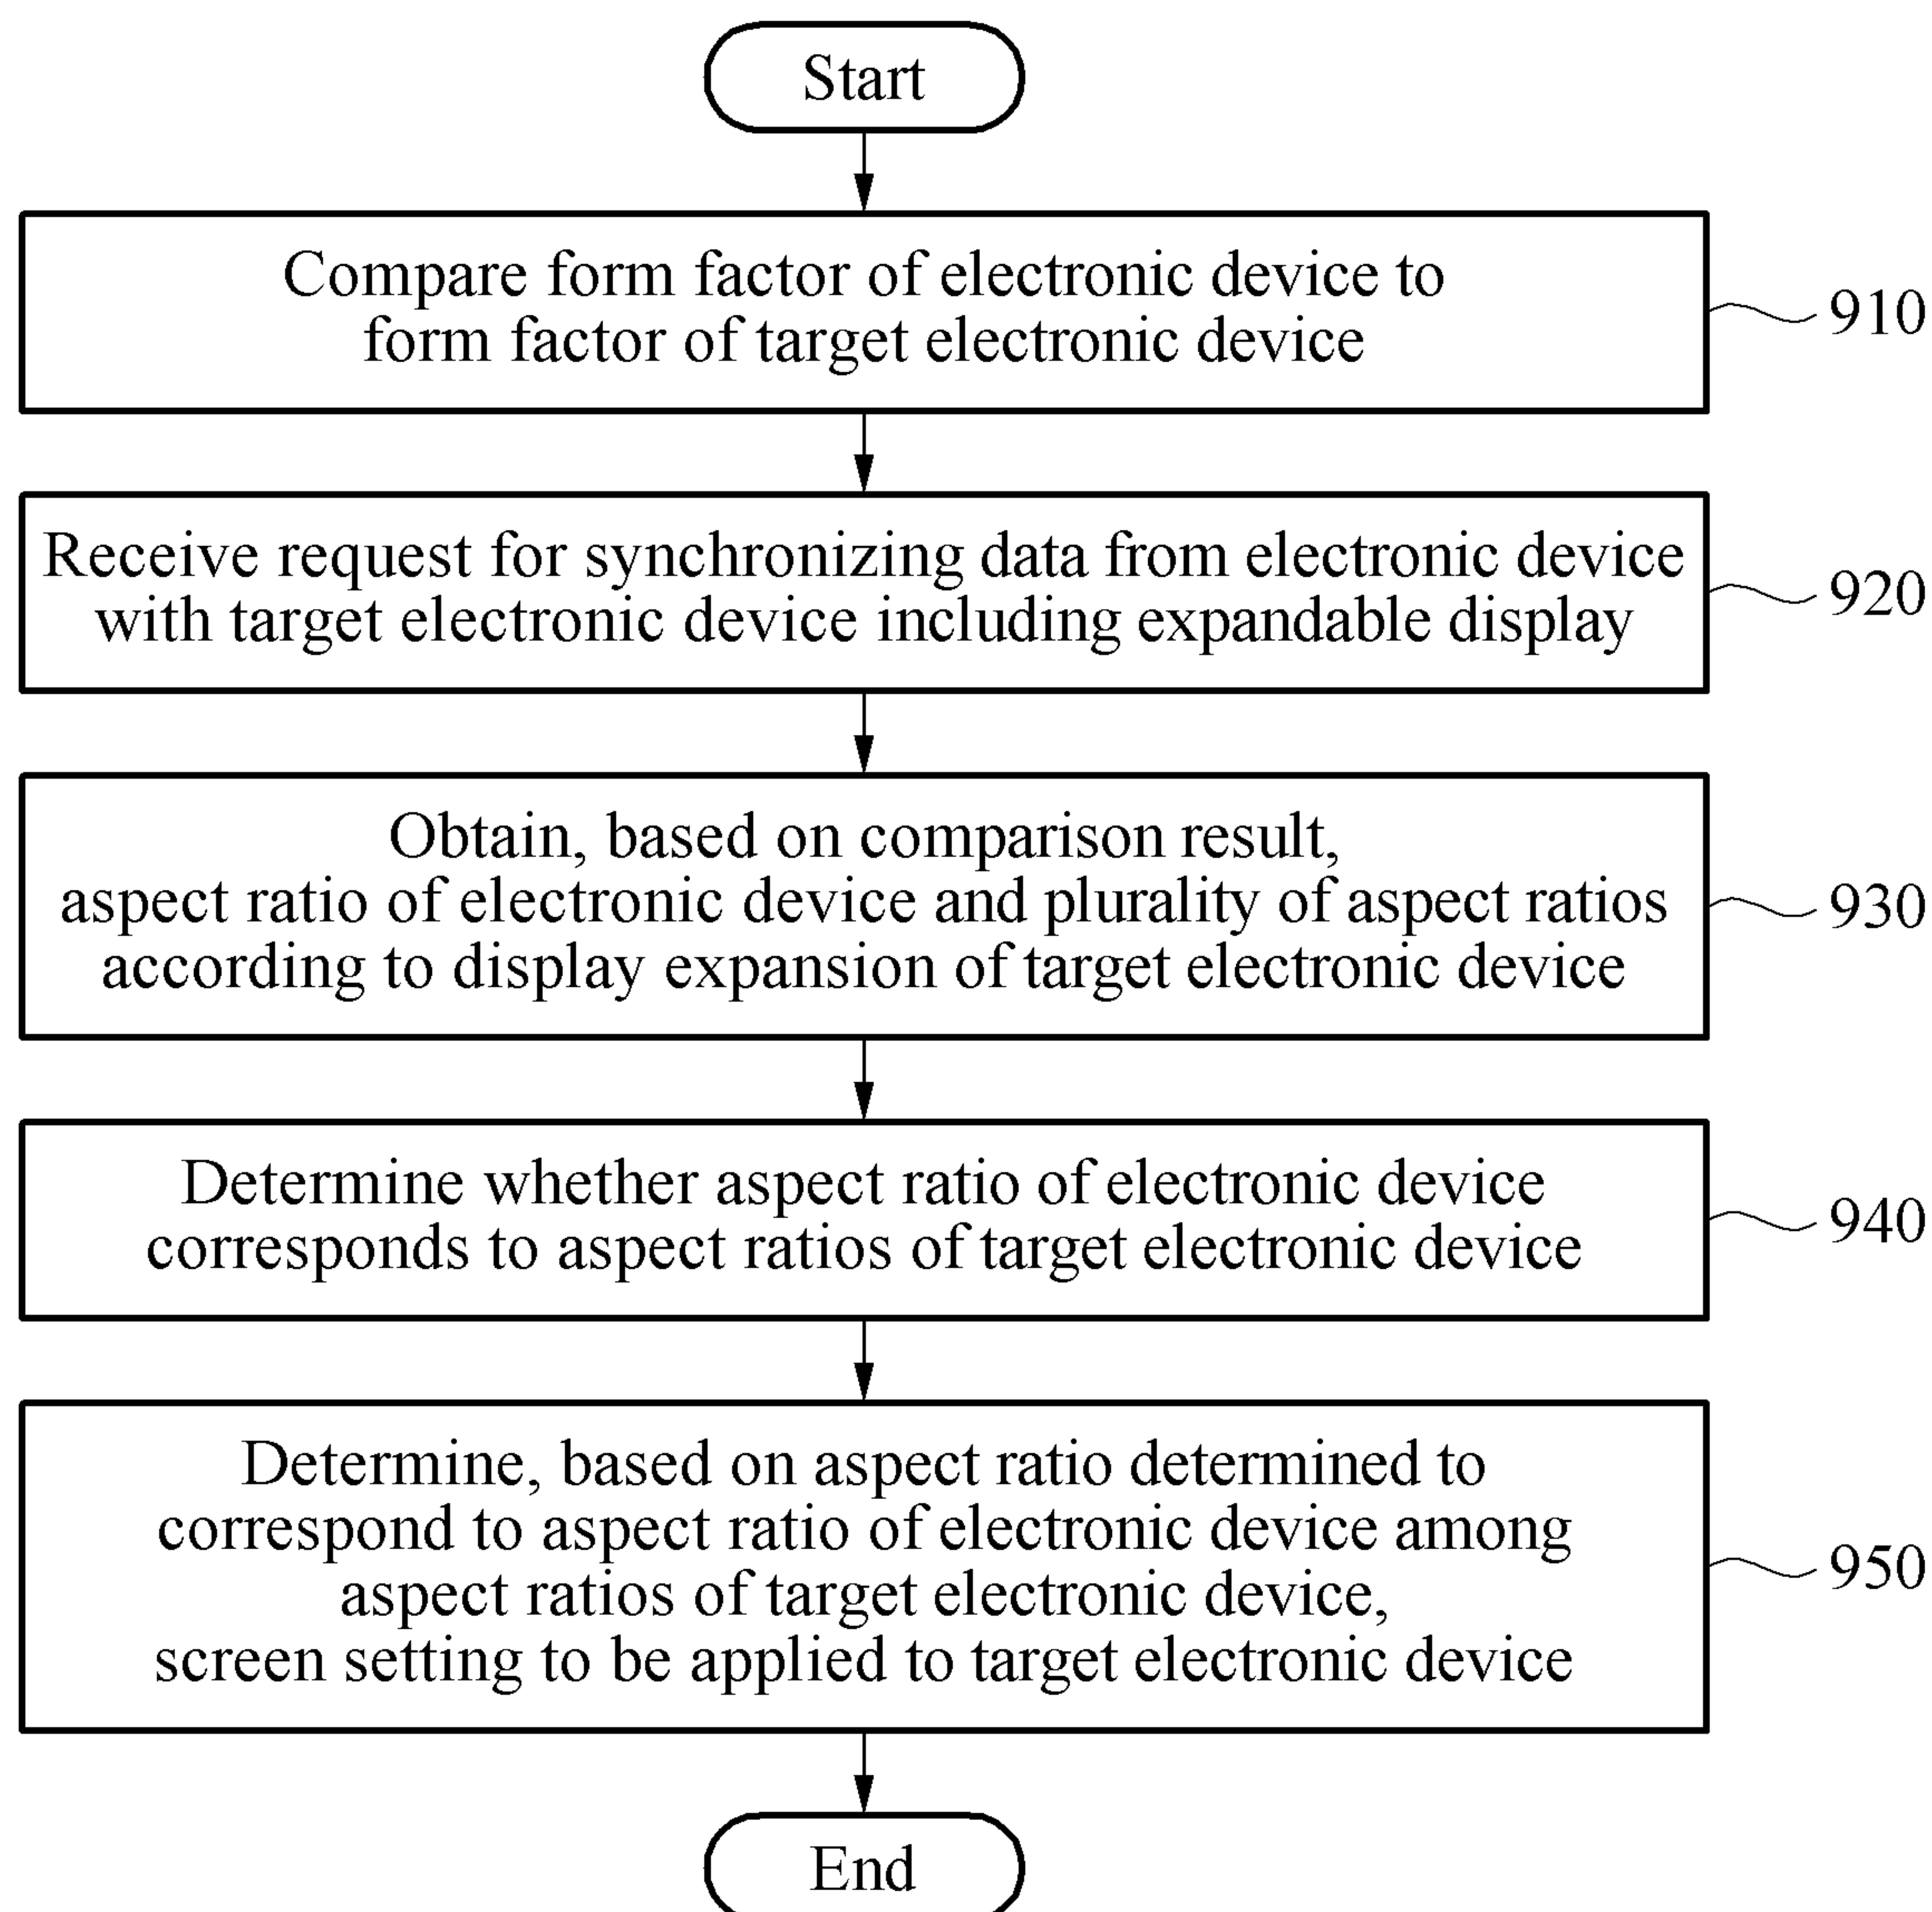 Start
Compare form factor of electronic device to
form factor of target electronic device
910
Receive request for synchronizing data from electronic device
with target electronic device including expandable display
920
Obtain, based on comparison result,
aspect ratio of electronic device and plurality of aspect ratios
according to display expansion of target electronic device
930
Determine whether aspect ratio of electronic device
corresponds to aspect ratios of target electronic device
940
Determine, based on aspect ratio determined to
correspond to aspect ratio of electronic device among
aspect ratios of target electronic device,
screen setting to be applied to target electronic device
950
End